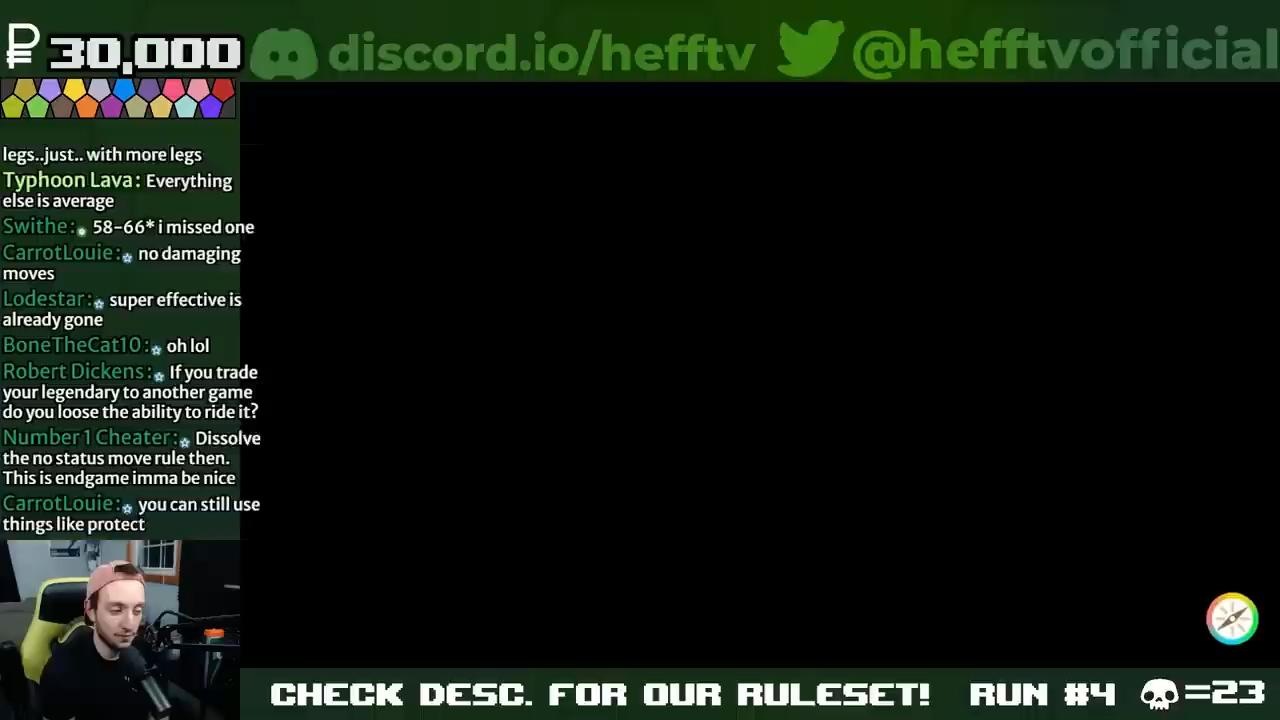 ₽ 30,000
discord.io/hefftv
@hefftvofficial
legs..just.. with more legs
Typhoon Lava: Everything
else is average
Swithe: 58-66* i missed one
CarrotLouie: no damaging
moves
Lodestar: super effective is
already gone
BoneTheCat10: oh lol
Robert Dickens: If you trade
your legendary to another game
do you loose the ability to ride it?
Number 1 Cheater: Dissolve
the no status move rule then.
This is endgame imma be nice
CarrotLouie: you can still use
things like protect
CHECK DESC. FOR OUR RULESET! RUN #4 =23